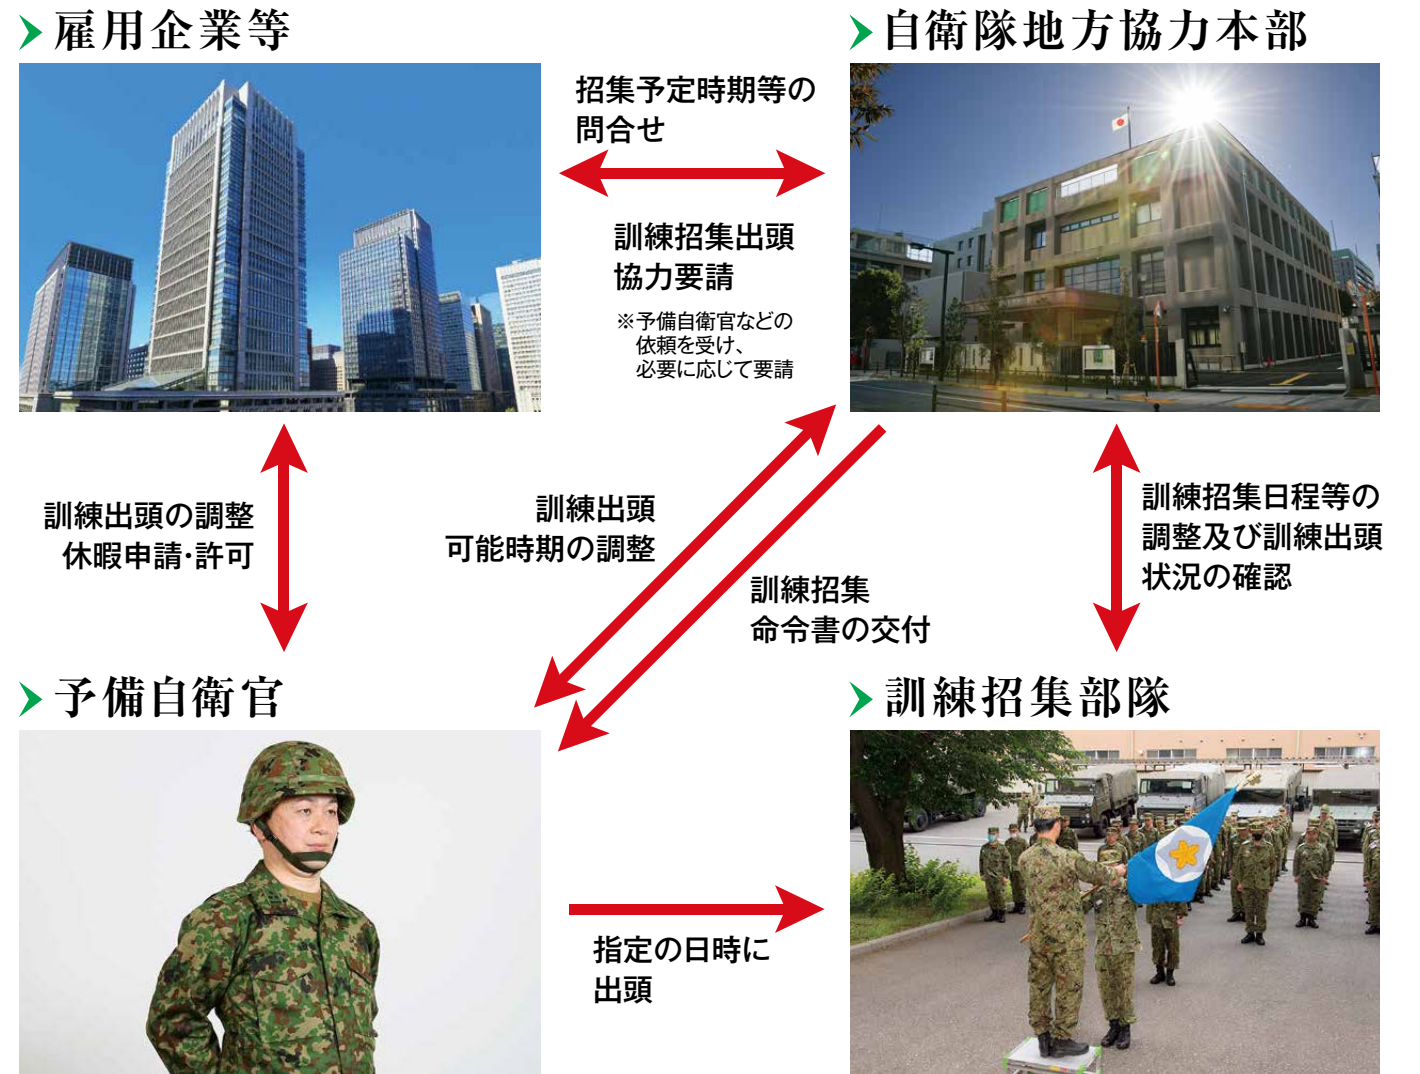 雇用企業等
自衛隊地方協力本部
招集予定時期等の
問合せ
訓練招集出頭
協力要請
※予備自衛官などの
依頼を受け、
必要に応じて要請
訓練出頭の調整
休暇申請・許可
訓練出頭
可能時期の調整
訓練招集
命令書の交付
訓練招集日程等の
調整及び訓練出頭
状況の確認
予備自衛官
訓練招集部隊
指定の日時に
出頭